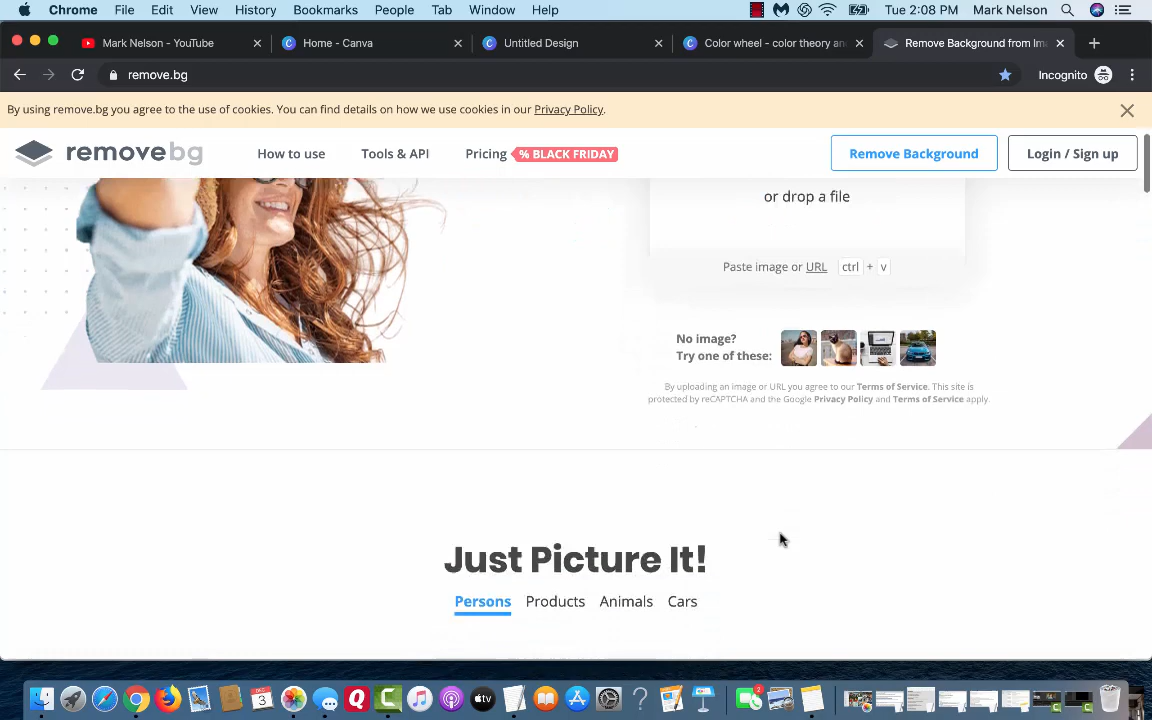 Chrome File Edit View History Bookmarks People Tab Window Help Tue 2:08 PM Mark Nelson
Mark Nelson - YouTube Home - Canva Untitled Design Color wheel - color theory an Remove Background from Im
remove.bg Incognito
By using remove.bg you agree to the use of cookies. You can find details on how we use cookies in our Privacy Policy.
removebg How to use Tools & API Pricing % BLACK FRIDAY Remove Background Login / Sign up
or drop a file
Paste image or URL ctrl + v
No image?
Try one of these:
By uploading an image or URL you agree to our Terms of Service. This site is
protected by reCAPTCHA and the Google Privacy Policy and Terms of Service apply.
Just Picture It!
Persons Products Animals Cars
DEC
3
tv
2